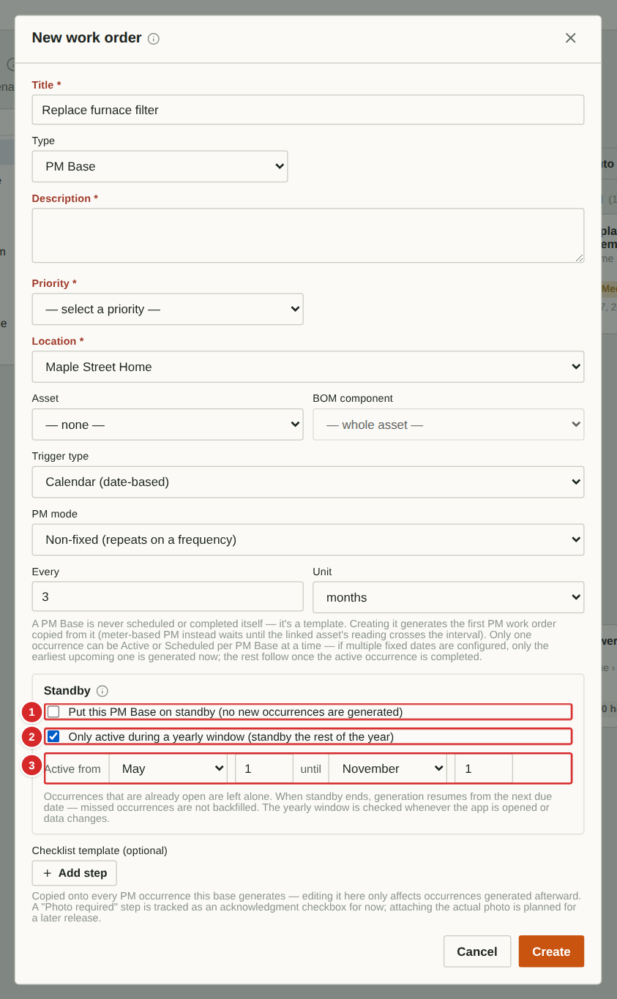 New work order
Title *
Replace furnace filter
Type
PM Base
Description *
Priority *
— select a priority —
Location *
Maple Street Home
Asset
BOM component
— none —
— whole asset —
Trigger type
Calendar (date-based)
PM mode
Non-fixed (repeats on a frequency)
Every
Unit
3
months
A PM Base is never scheduled or completed itself — it's a template. Creating it generates the first PM work order
copied from it (meter-based PM instead waits until the linked asset's reading crosses the interval). Only one
occurrence can be Active or Scheduled per PM Base at a time — if multiple fixed dates are configured, only the
earliest upcoming one is generated now; the rest follow once the active occurrence is completed.
Standby
1 Put this PM Base on standby (no new occurrences are generated)
2 Only active during a yearly window (standby the rest of the year)
3 Active from May 1 until November 1
Occurrences that are already open are left alone. When standby ends, generation resumes from the next due
date — missed occurrences are not backfilled. The yearly window is checked whenever the app is opened or
data changes.
Checklist template (optional)
+ Add step
Copied onto every PM occurrence this base generates — editing it here only affects occurrences generated afterward.
A "Photo required" step is tracked as an acknowledgment checkbox for now; attaching the actual photo is planned for
a later release.
Cancel Create